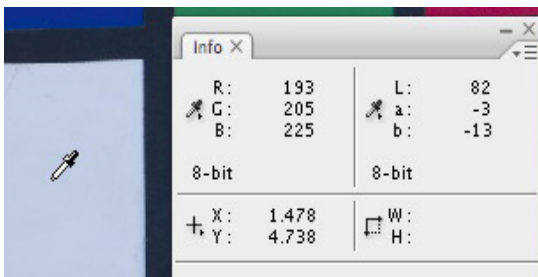 Info
R: 193 L: 82
G: 205 a: -3
B: 225 b: -13
8-bit 8-bit
X: 1.478 W:
Y: 4.738 H: